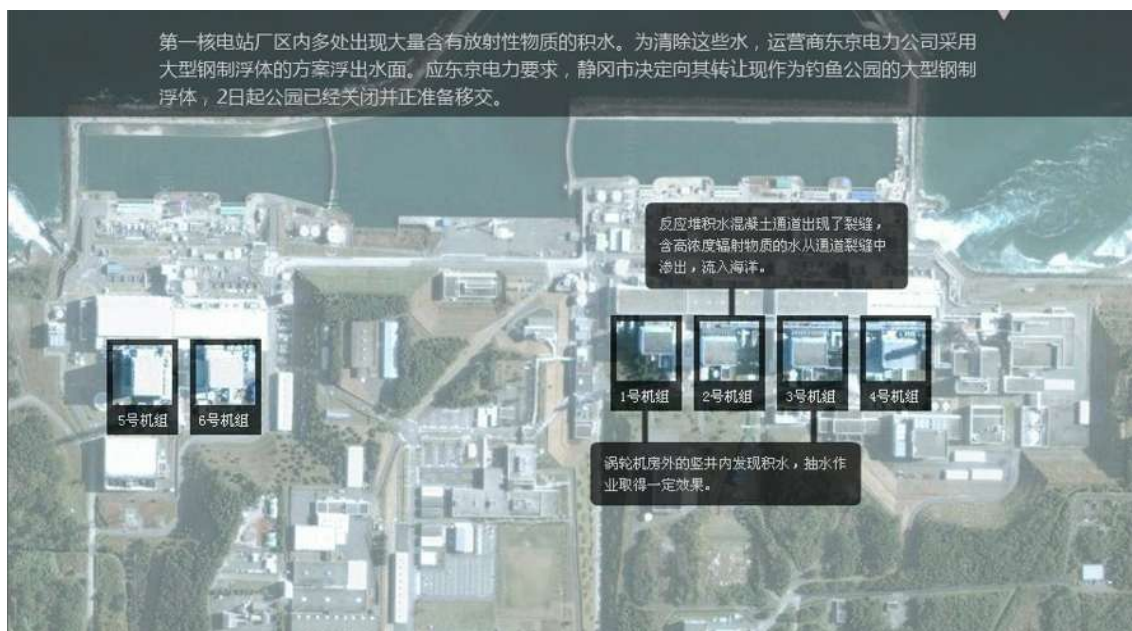 第一核电站厂区内多处出现大量含有放射性物质的积水。为清除这些水，运营商东京电力公司采用
大型钢制浮体的方案浮出水面。应东京电力要求，静冈市决定向其转让现作为钓鱼公园的大型钢制
浮体，2日起公园已经关闭并正准备移交。
反应堆积水混凝土通道出现了裂缝，
含高浓度辐射物质的水从通道裂缝中
渗出，流入海洋。
1号机组
2号机组
3号机组
4号机组
5号机组
6号机组
涡轮机房外的竖井内发现积水，抽水作
业取得一定效果。